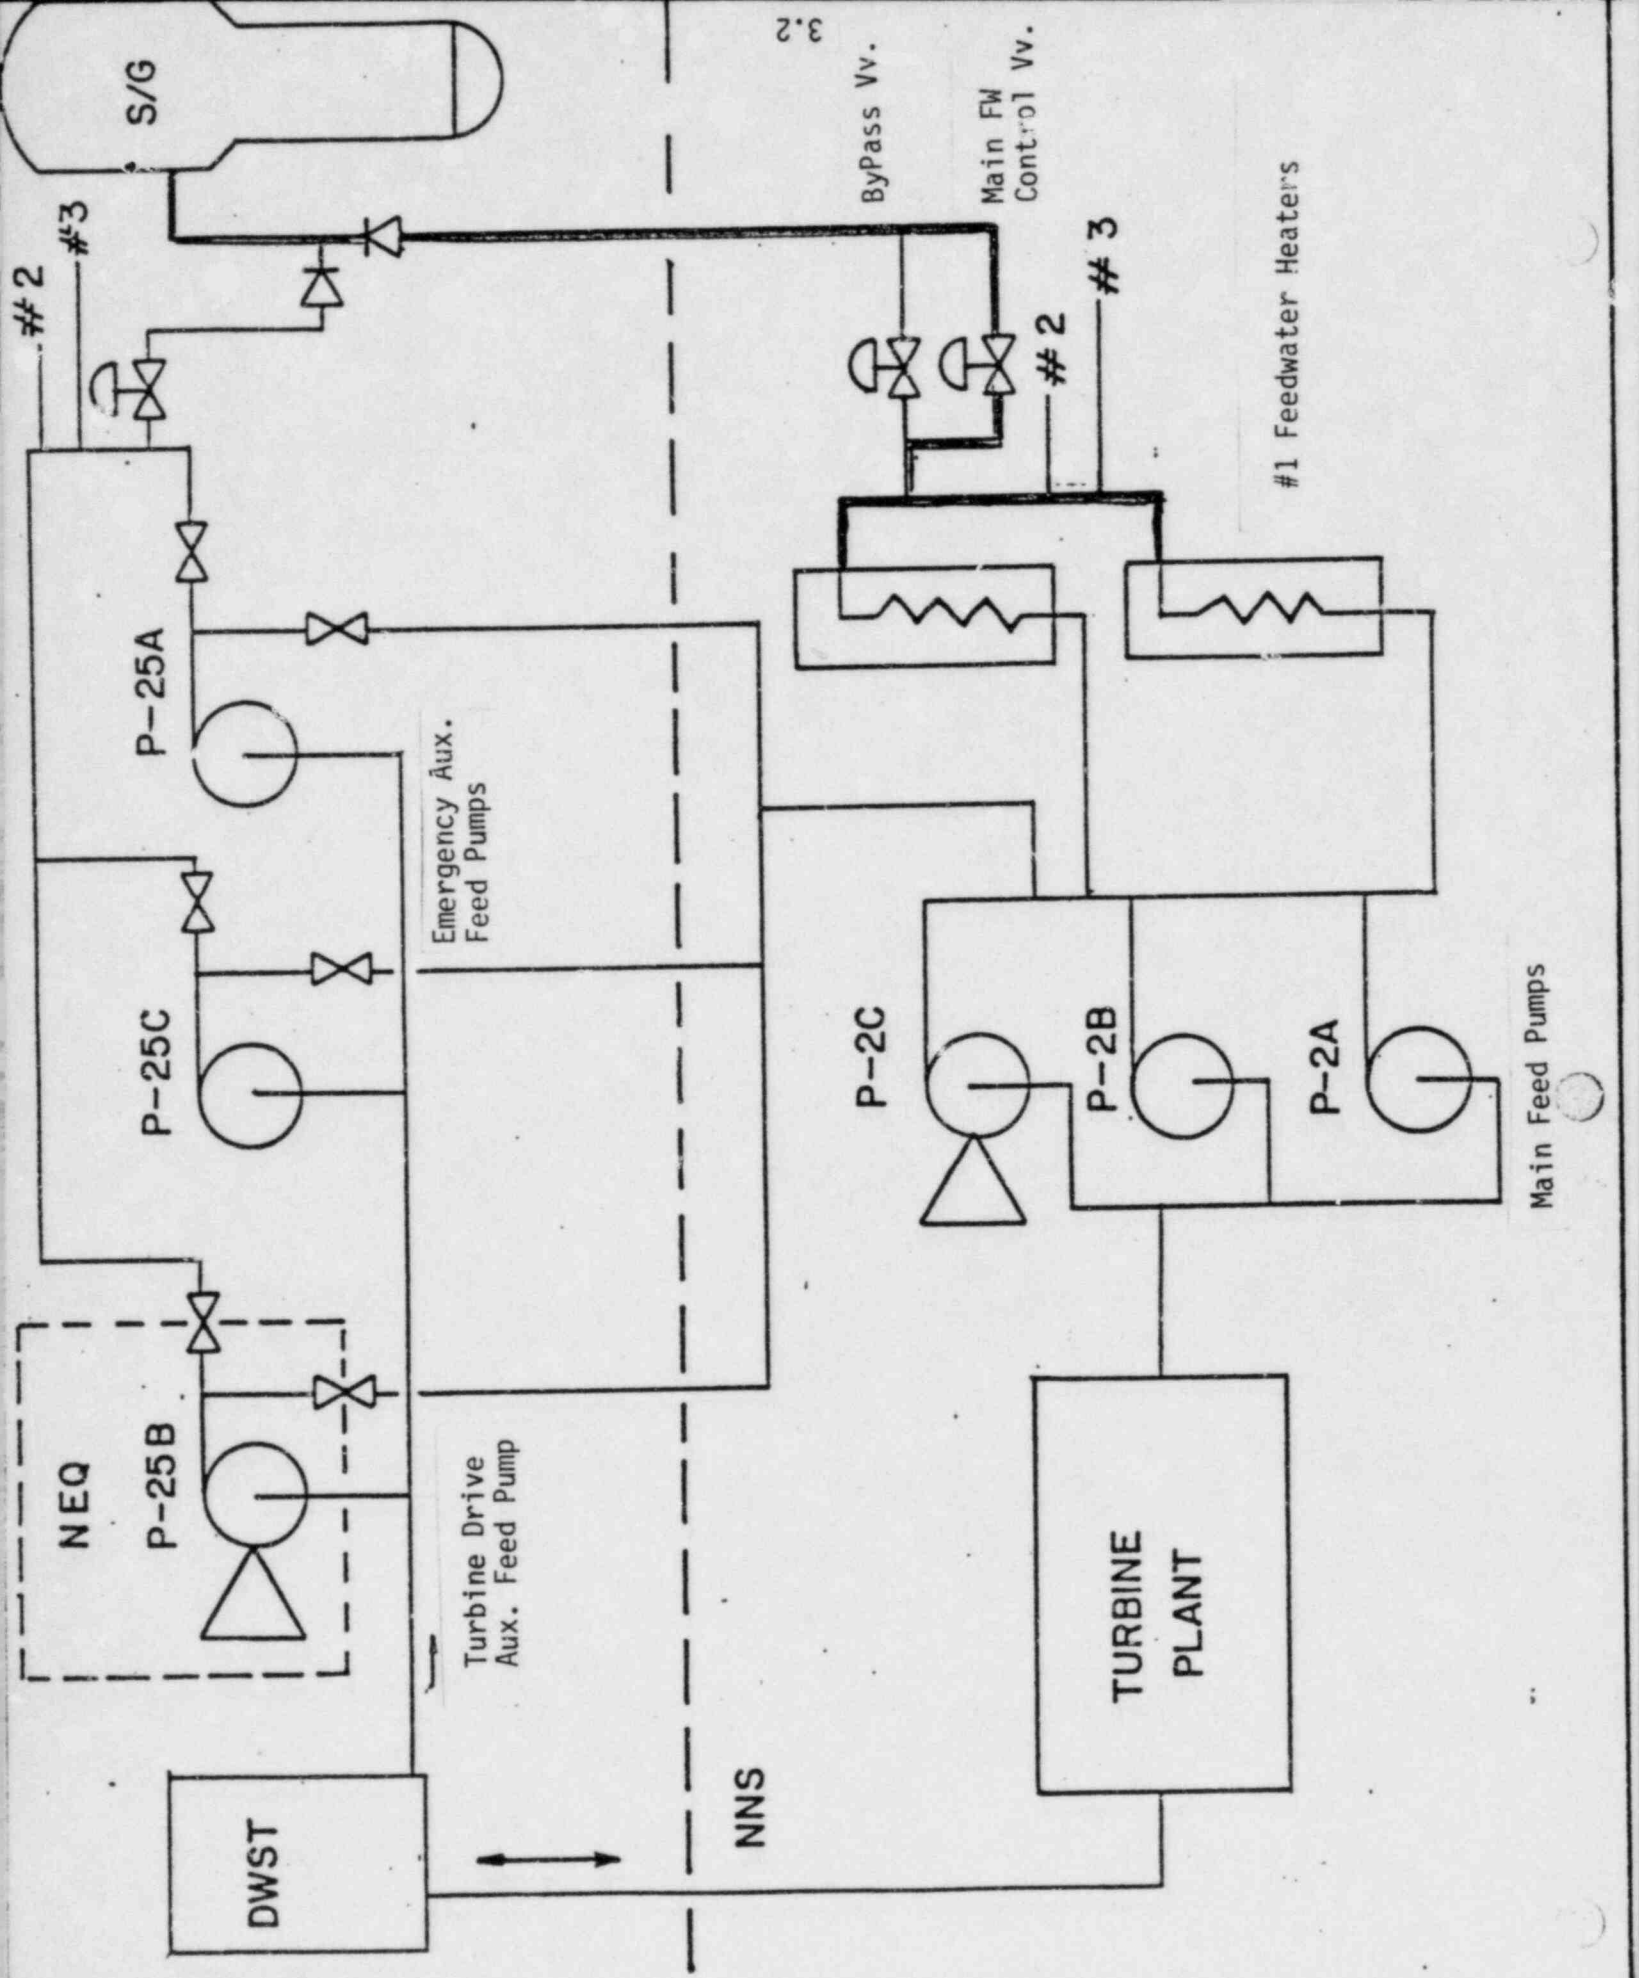 DWST
NEQ
P-25B
Turbine Drive
Aux. Feed Pump
P-25C
P-25A
Emergency Aux.
Feed Pumps
#2
#3
S/G
NNS
TURBINE
PLANT
P-2C
P-2B
P-2A
Main Feed Pumps
#1 Feedwater Heaters
#2
#3
ByPass Vv.
Main FW
Control Vv.
3.2